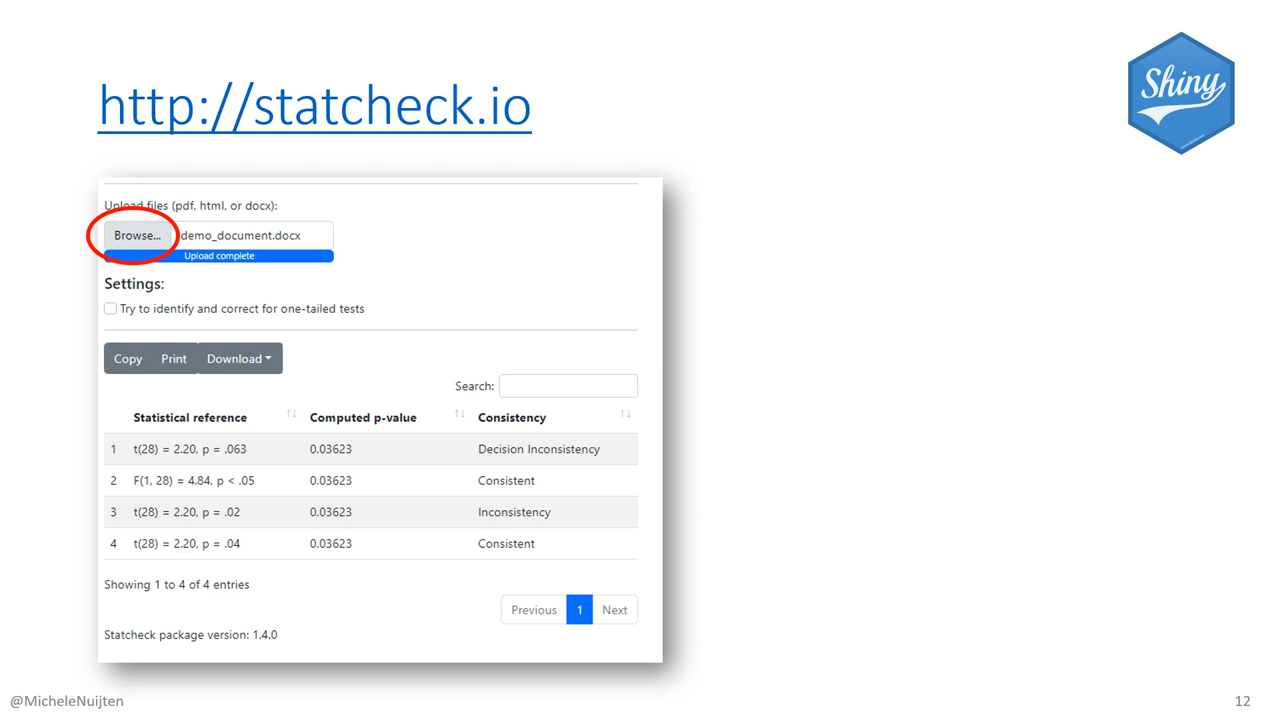 http://statcheck.io
Shiny
Upload files (pdf, html, or docx):
Browse... demo_document.docx
Upload complete
Settings:
Try to identify and correct for one-tailed tests
Copy Print Download
Search:
Statistical reference Computed p-value Consistency
1 t(28) = 2.20, p = .063 0.03623 Decision Inconsistency
2 F(1, 28) = 4.84, p < .05 0.03623 Consistent
3 t(28) = 2.20, p = .02 0.03623 Inconsistency
4 t(28) = 2.20, p = .04 0.03623 Consistent
Showing 1 to 4 of 4 entries
Previous 1 Next
Statcheck package version: 1.4.0
@MicheleNuijten
12